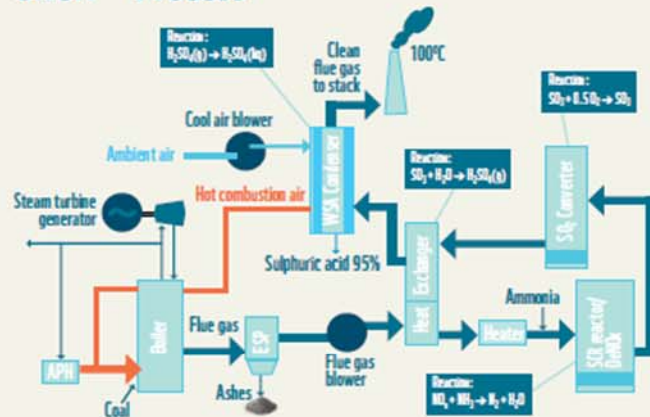 Reaction:
H₂SO₄(g) → H₂SO₄(liq)
Clean
flue gas
to stack
100°C
Reaction:
SO₂ + 0.5 O₂ → SO₃
Cool air blower
Ambient air
WSA Condenser
Reaction:
SO₃ + H₂O → H₂SO₄(g)
SO₂ Converter
Steam turbine
generator
Hot combustion air
Sulphuric acid 95%
Heat Exchanger
Ammonia
Boiler
Flue gas
ESP
Heater
SCR reactor/
DeNOx
APH
Flue gas
blower
Ashes
Coal
Reaction:
NOₓ + NH₃ → N₂ + H₂O